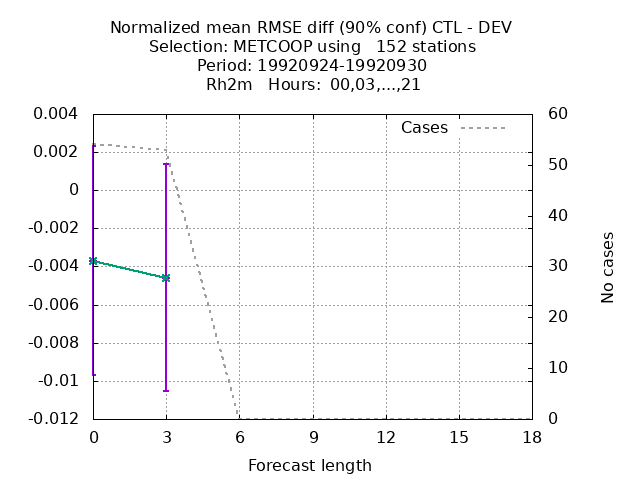 Normalized mean RMSE diff (90% conf) CTL - DEV
Selection: METCOOP using   152 stations
Period: 19920924-19920930
Rh2m   Hours:  00,03,...,21
0.004
0.002
0
-0.002
-0.004
-0.006
-0.008
-0.01
-0.012
Cases
60
50
40
30
20
10
0
No cases
0 3 6 9 12 15 18
Forecast length